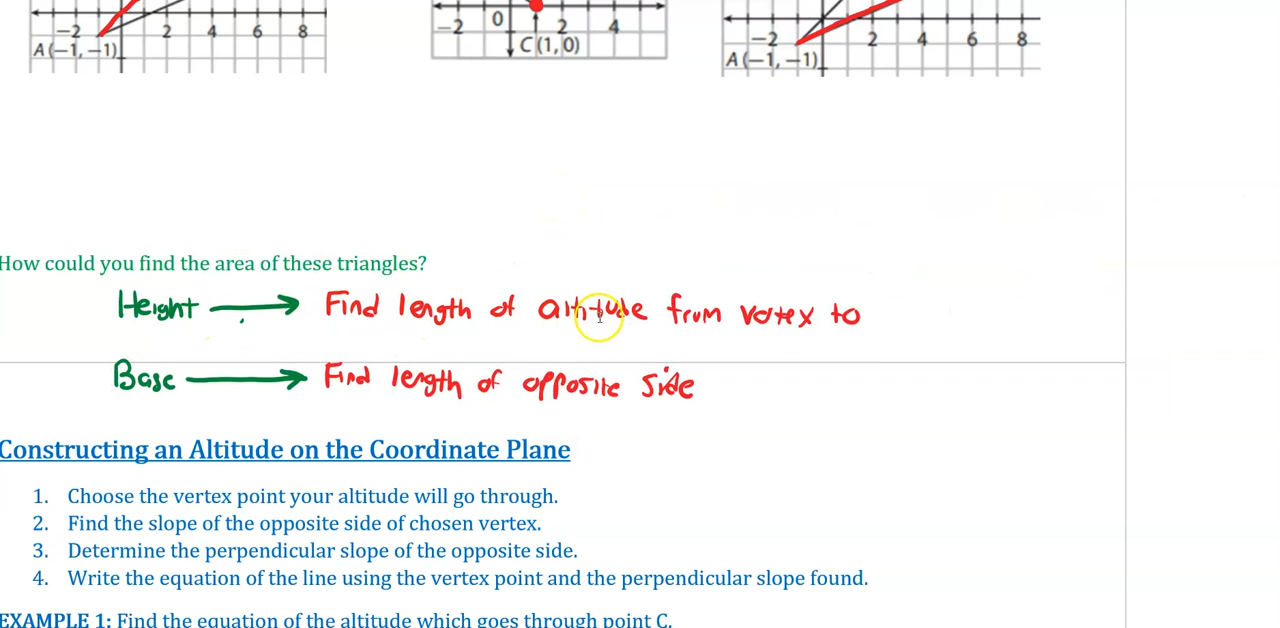 -2 2 4 6 8
A(-1, -1)
-2 0 2 4
C(1,0)
-2 2 4 6 8
A(-1, -1)
How could you find the area of these triangles?
Height → Find length of altitude from vertex to
Base → Find length of opposite side
Constructing an Altitude on the Coordinate Plane
1. Choose the vertex point your altitude will go through.
2. Find the slope of the opposite side of chosen vertex.
3. Determine the perpendicular slope of the opposite side.
4. Write the equation of the line using the vertex point and the perpendicular slope found.
EXAMPLE 1: Find the equation of the altitude which goes through point C.